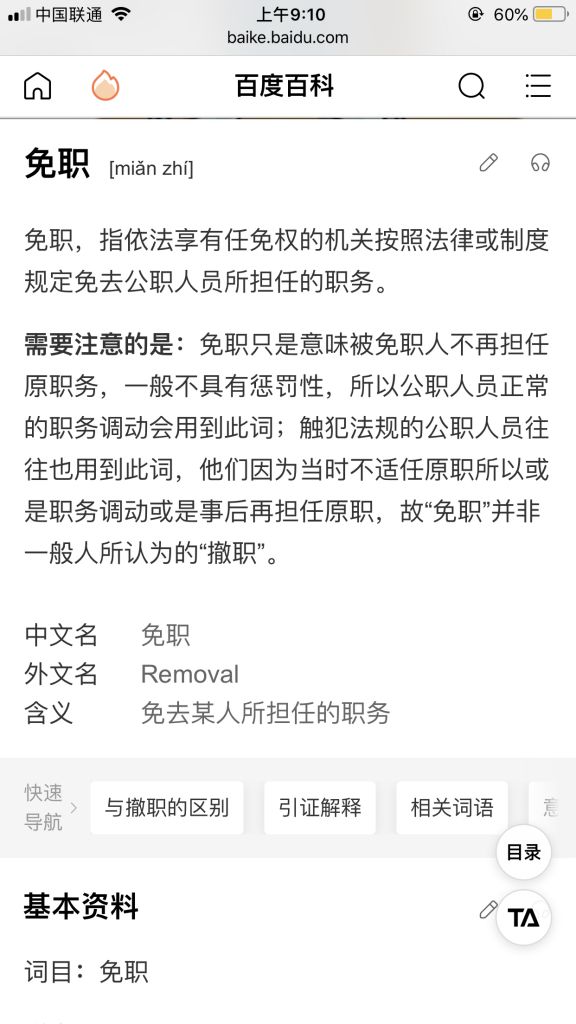 中国联通 上午9:10 60%
baike.baidu.com
百度百科
免职 [miǎn zhí]
免职，指依法享有任免权的机关按照法律或制度
规定免去公职人员所担任的职务。
需要注意的是：免职只是意味被免职人不再担任
原职务，一般不具有惩罚性，所以公职人员正常
的职务调动会用到此词；触犯法规的公职人员往
往也用到此词，他们因为当时不适任原职所以或
是职务调动或是事后再担任原职，故“免职”并非
一般人所认为的“撤职”。
中文名 免职
外文名 Removal
含义 免去某人所担任的职务
快速
导航
与撤职的区别 引证解释 相关词语 意
目录
基本资料
TA
词目：免职